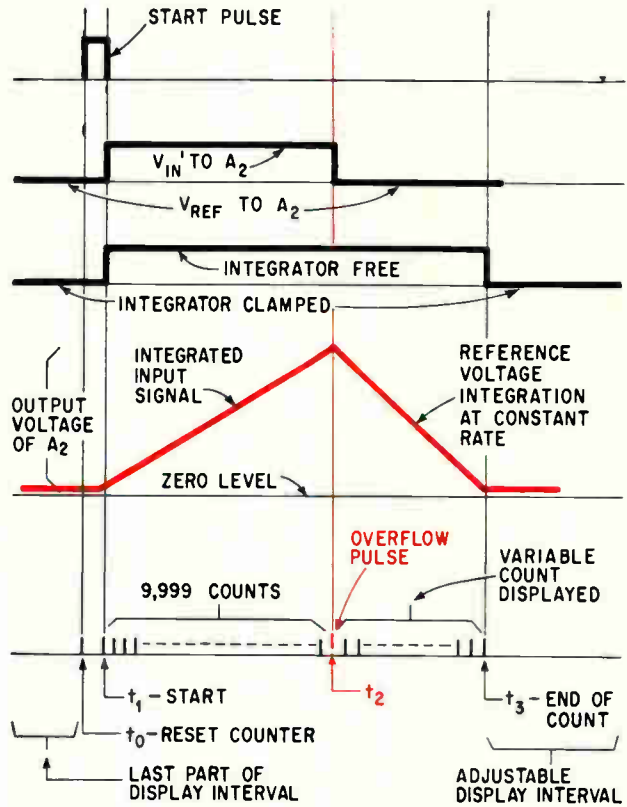 START PULSE
V_IN' TO A_2
V_REF TO A_2
INTEGRATOR FREE
INTEGRATOR CLAMPED
INTEGRATED
INPUT
SIGNAL
REFERENCE
VOLTAGE
INTEGRATION
AT CONSTANT
RATE
OUTPUT
VOLTAGE
OF A_2
ZERO LEVEL
OVERFLOW
PULSE
VARIABLE
COUNT
DISPLAYED
9,999 COUNTS
t_1 - START
t_2
t_3 - END OF
COUNT
t_0 - RESET COUNTER
LAST PART OF
DISPLAY INTERVAL
ADJUSTABLE
DISPLAY INTERVAL